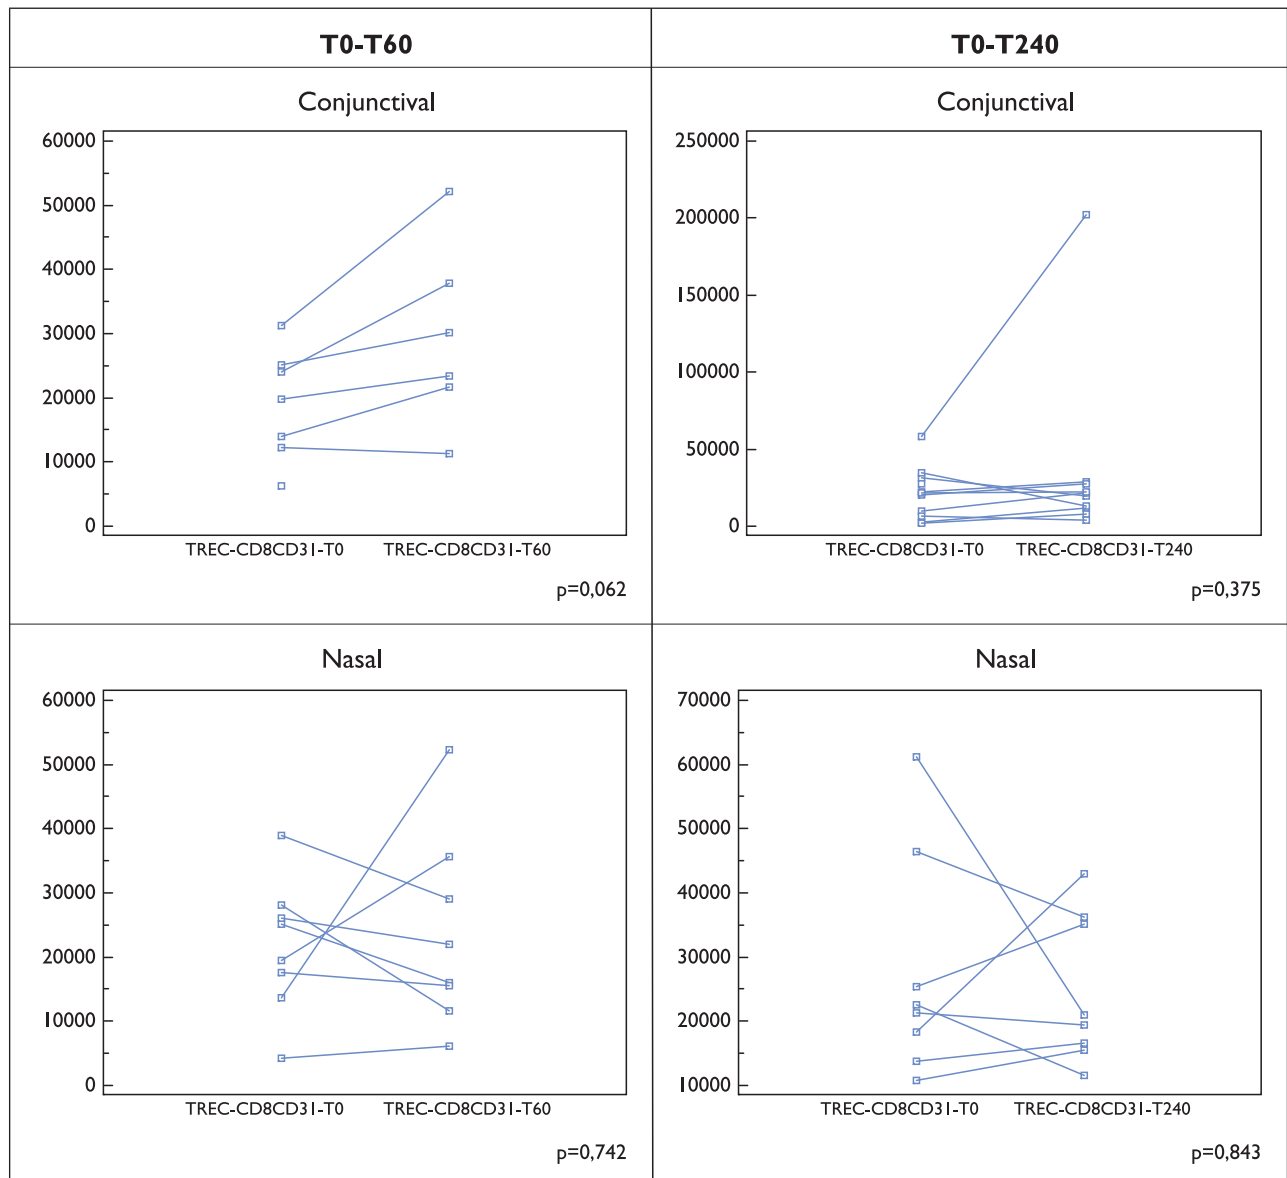 T0-T60
T0-T240
Conjunctival
60000
50000
40000
30000
20000
10000
0
TREC-CD8CD31-T0
TREC-CD8CD31-T60
p=0,062
Conjunctival
250000
200000
150000
100000
50000
0
TREC-CD8CD31-T0
TREC-CD8CD31-T240
p=0,375
Nasal
60000
50000
40000
30000
20000
10000
0
TREC-CD8CD31-T0
TREC-CD8CD31-T60
p=0,742
Nasal
70000
60000
50000
40000
30000
20000
10000
TREC-CD8CD31-T0
TREC-CD8CD31-T240
p=0,843